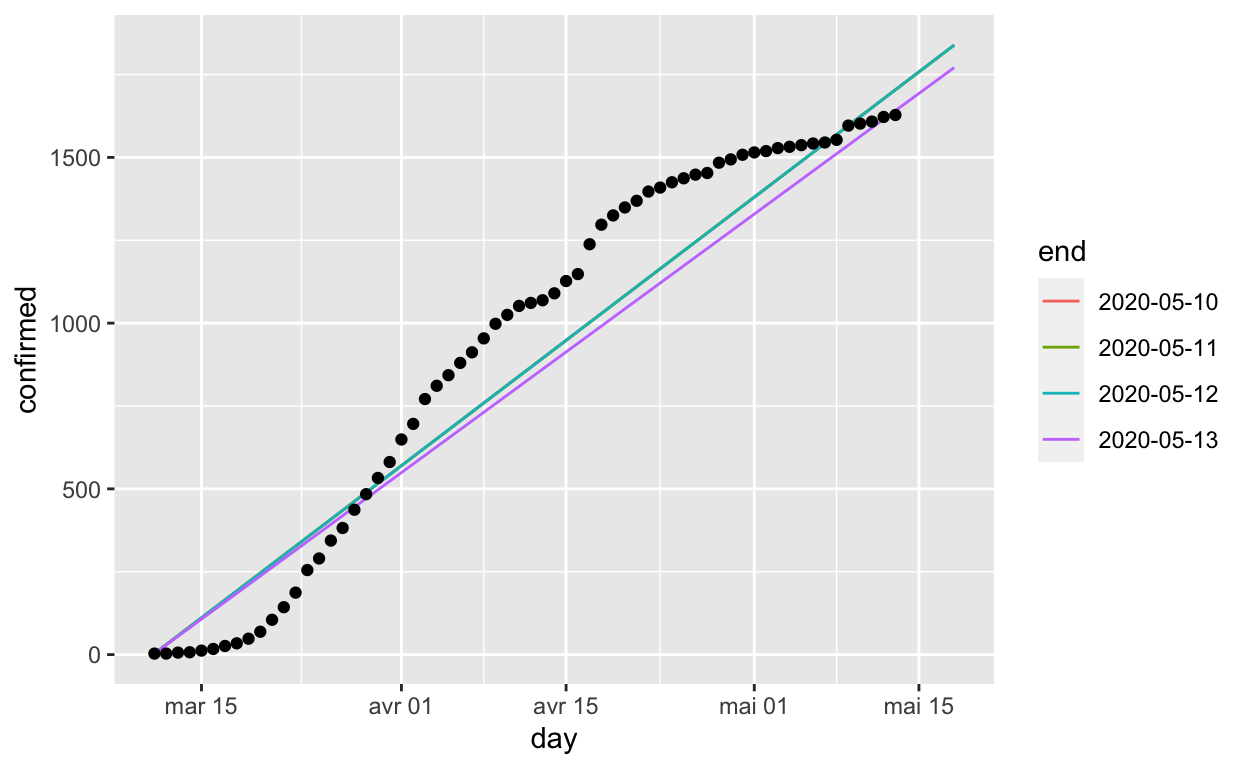 confirmed
1500
1000
500
0
mar 15
avr 01
avr 15
mai 01
mai 15
day
end
2020-05-10
2020-05-11
2020-05-12
2020-05-13